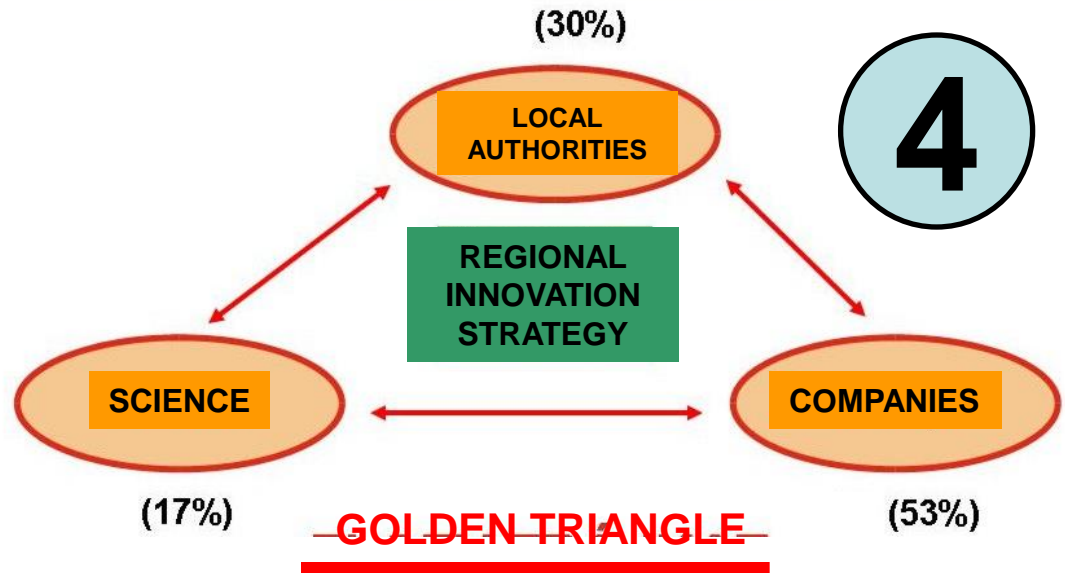 (30%)
LOCAL
AUTHORITIES
4
REGIONAL
INNOVATION
STRATEGY
SCIENCE
COMPANIES
(17%)
(53%)
GOLDEN TRIANGLE